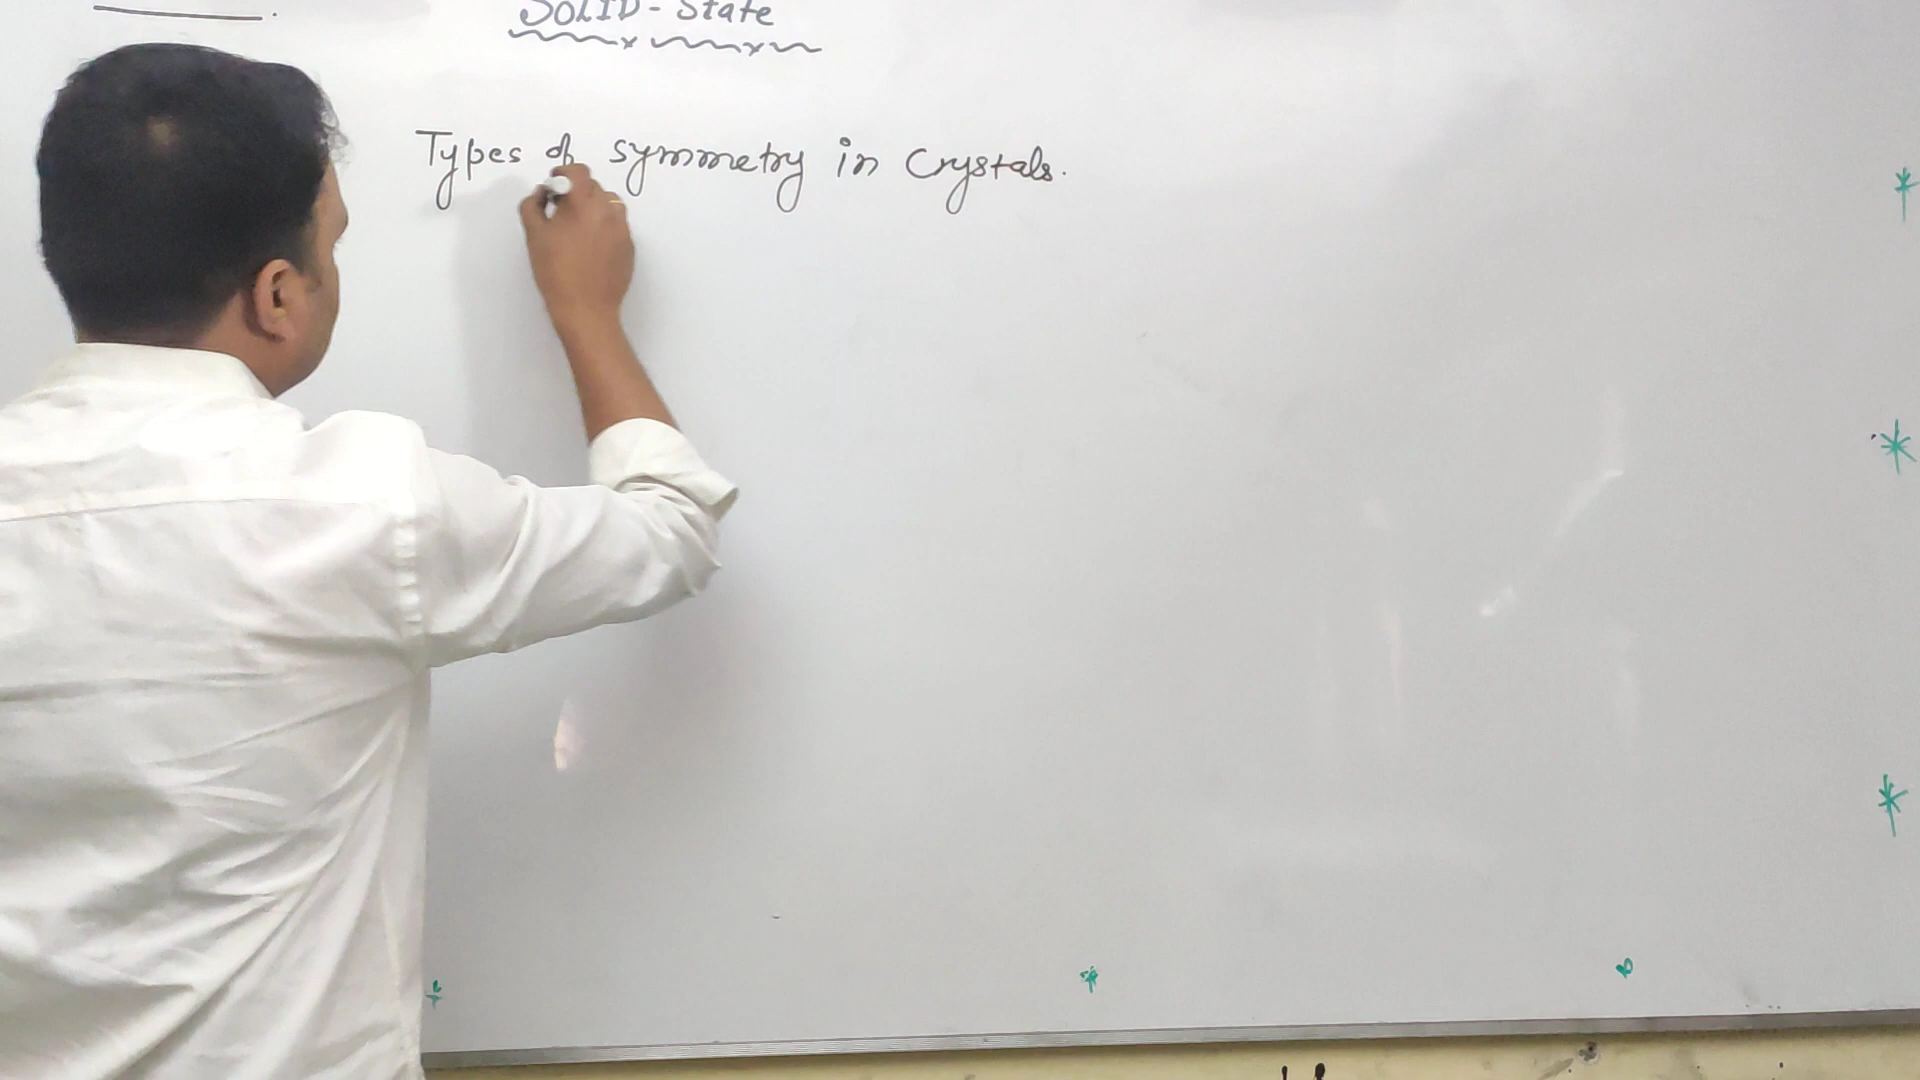 SOLID - State
Types of symmetry in Crystals.